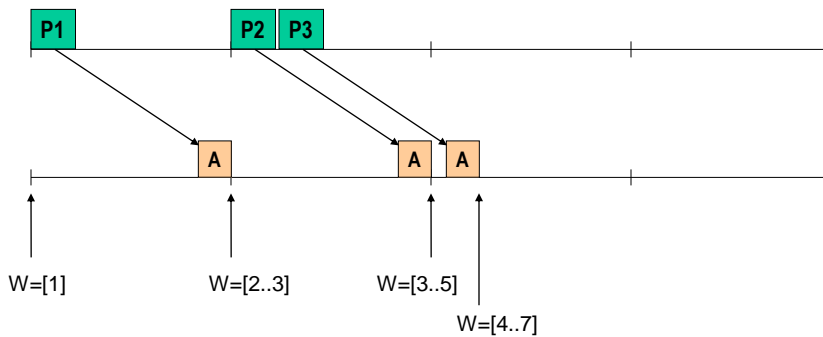 P1 P2 P3
A A A
W=[1] W=[2..3] W=[3..5]
W=[4..7]